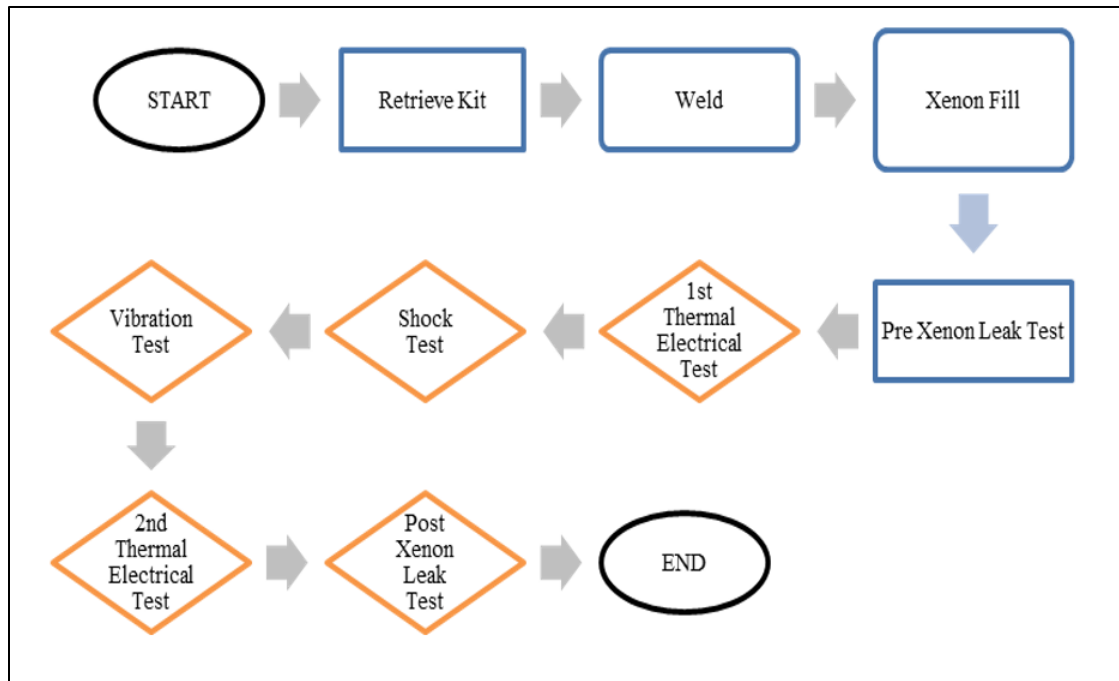 START
Retrieve Kit
Weld
Xenon Fill
Pre Xenon Leak Test
1st
Thermal
Electrical
Test
Shock
Test
Vibration
Test
2nd
Thermal
Electrical
Test
Post
Xenon
Leak
Test
END